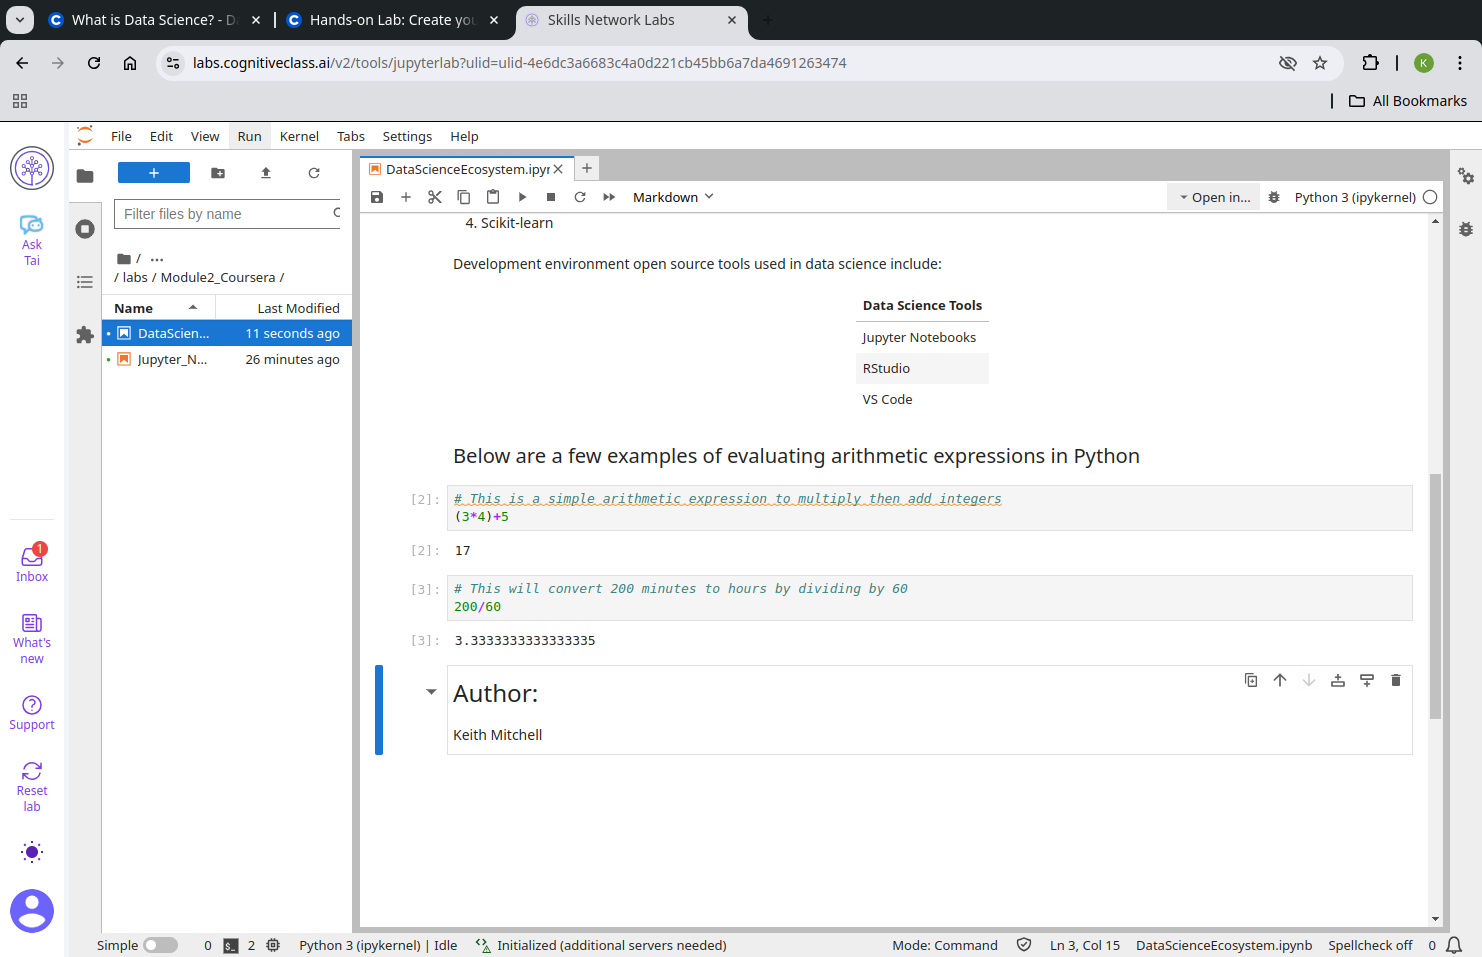 What is Data Science? - D
Hands-on Lab: Create you
Skills Network Labs
labs.cognitiveclass.ai/v2/tools/jupyterlab?ulid=ulid-4e6dc3a6683c4a0d221cb45bb6a7da4691263474
K
All Bookmarks
File Edit View Run Kernel Tabs Settings Help
Ask Tai
Inbox
1
What's new
Support
Reset lab
Filter files by name
/ ...
/ labs / Module2_Coursera /
Name Last Modified
DataScien... 11 seconds ago
Jupyter_N... 26 minutes ago
DataScienceEcosystem.ipyn
Markdown
Open in...
Python 3 (ipykernel)
4. Scikit-learn
Development environment open source tools used in data science include:
Data Science Tools
Jupyter Notebooks
RStudio
VS Code
Below are a few examples of evaluating arithmetic expressions in Python
[2]: # This is a simple arithmetic expression to multiply then add integers
(3*4)+5
[2]: 17
[3]: # This will convert 200 minutes to hours by dividing by 60
200/60
[3]: 3.3333333333333335
Author:
Keith Mitchell
Simple 0 2 Python 3 (ipykernel) | Idle Initialized (additional servers needed) Mode: Command Ln 3, Col 15 DataScienceEcosystem.ipynb Spellcheck off 0